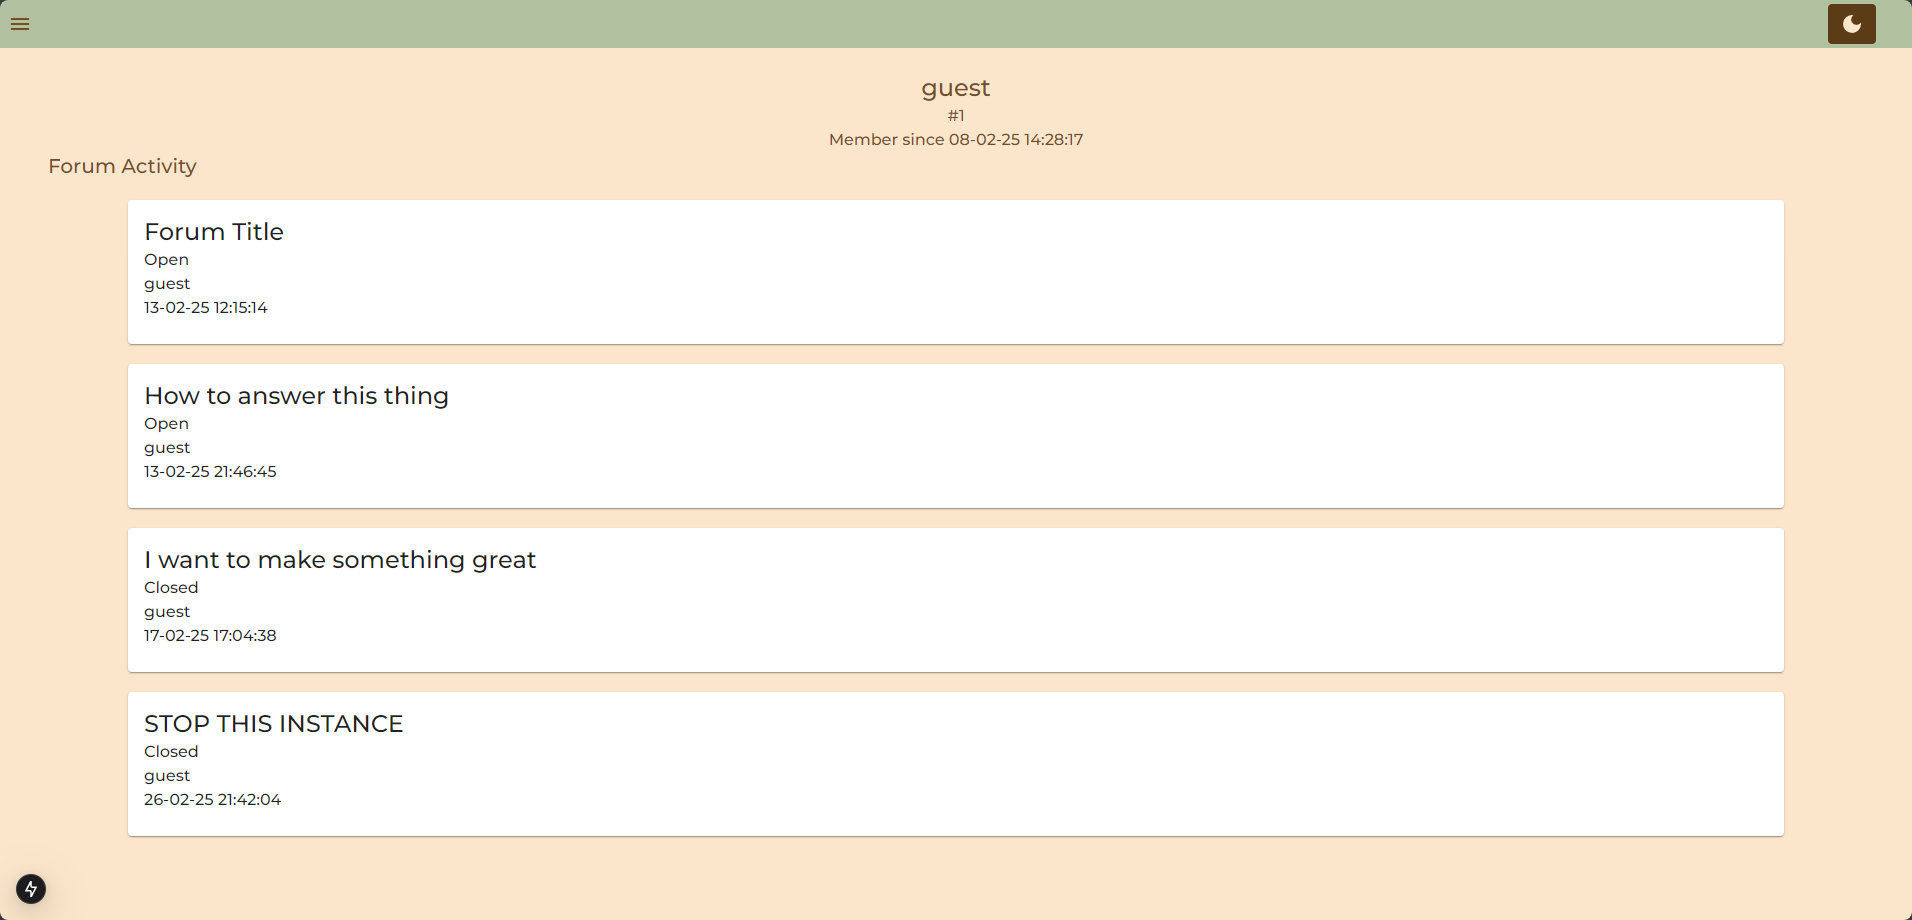 guest
#1
Member since 08-02-25 14:28:17
Forum Activity
Forum Title
Open
guest
13-02-25 12:15:14
How to answer this thing
Open
guest
13-02-25 21:46:45
I want to make something great
Closed
guest
17-02-25 17:04:38
STOP THIS INSTANCE
Closed
guest
26-02-25 21:42:04